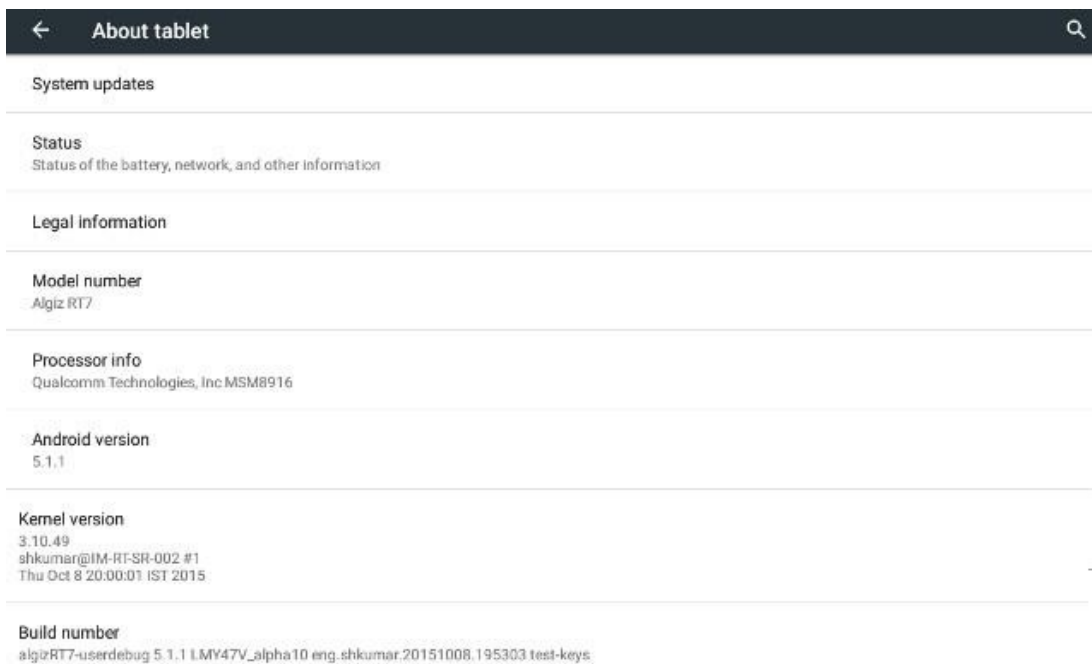 About tablet
System updates
Status
Status of the battery, network, and other information
Legal information
Model number
Algiz RT7
Processor info
Qualcomm Technologies, Inc MSM8916
Android version
5.1.1
Kernel version
3.10.49
shkumar@IM-RT-SR-002 #1
Thu Oct 8 20:00:01 IST 2015
Build number
algizRT7-userdebug 5.1.1 LMY47V_alpha10 eng.shkumar.20151008.195303 test-keys